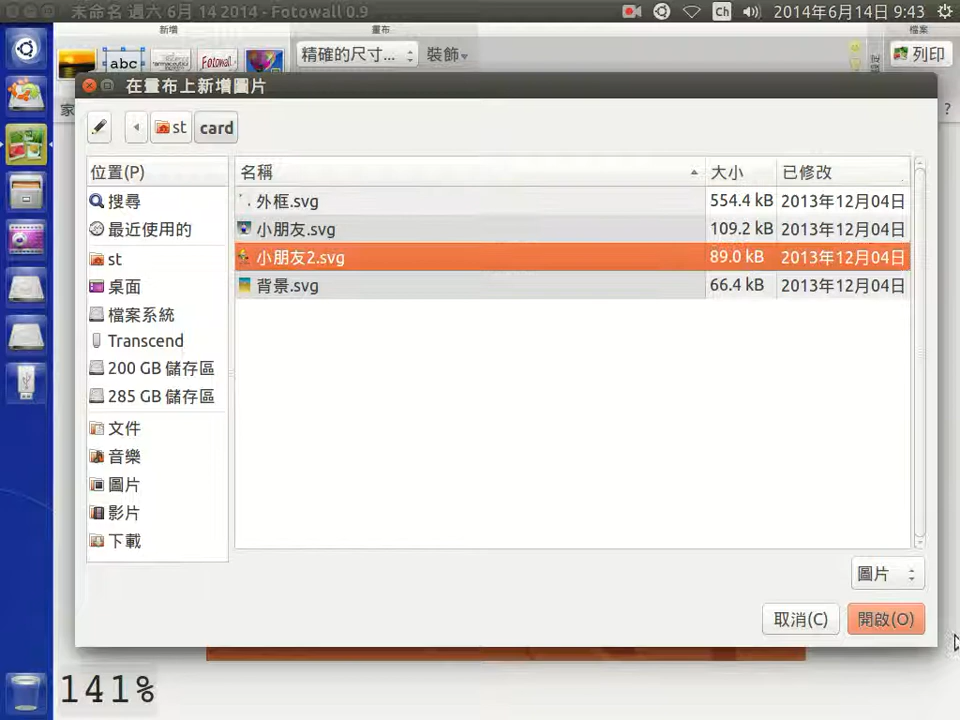 未命名 週六 6月 14 2014 - Fotowall 0.9
Ch
2014年6月14日 9:43
新增
畫布
檔案
abc
Fotowall
精確的尺寸...
裝飾
列印
在畫布上新增圖片
家
?
st
card
位置(P)
名稱
大小
已修改
搜尋
外框.svg
554.4 kB
2013年12月04日
最近使用的
小朋友.svg
109.2 kB
2013年12月04日
st
小朋友2.svg
89.0 kB
2013年12月04日
桌面
背景.svg
66.4 kB
2013年12月04日
檔案系統
Transcend
200 GB 儲存區
285 GB 儲存區
文件
音樂
圖片
影片
下載
圖片
取消(C)
開啟(O)
141%